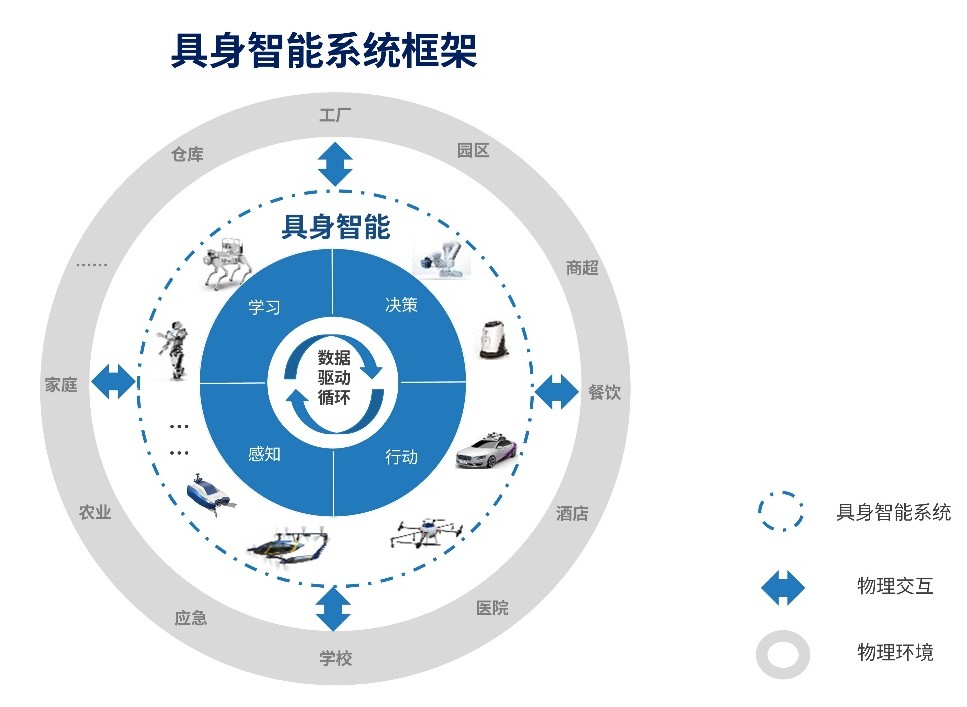 具身智能系统框架
工厂
仓库
园区
具身智能
……
商超
学习
决策
数据
驱动
循环
家庭
餐饮
…
…
感知
行动
农业
酒店
具身智能系统
物理交互
应急
医院
学校
物理环境